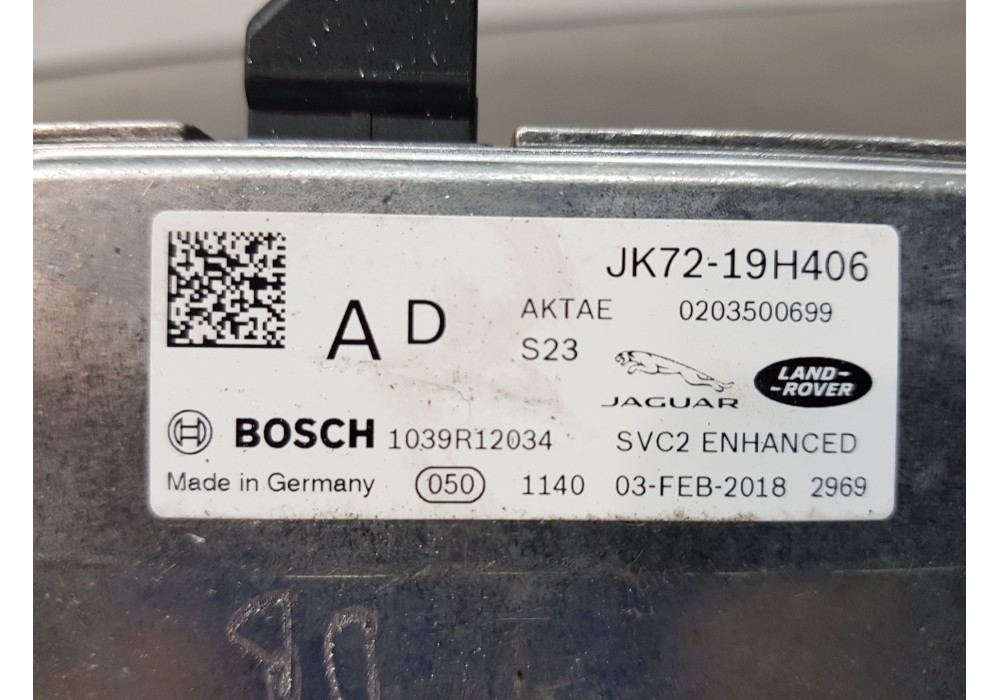 JK72-19H406
A D
AKTAE 0203500699
S23
JAGUAR
LAND-
-ROVER
BOSCH 1039R12034 SVC2 ENHANCED
Made in Germany 050 1140 03-FEB-2018 2969